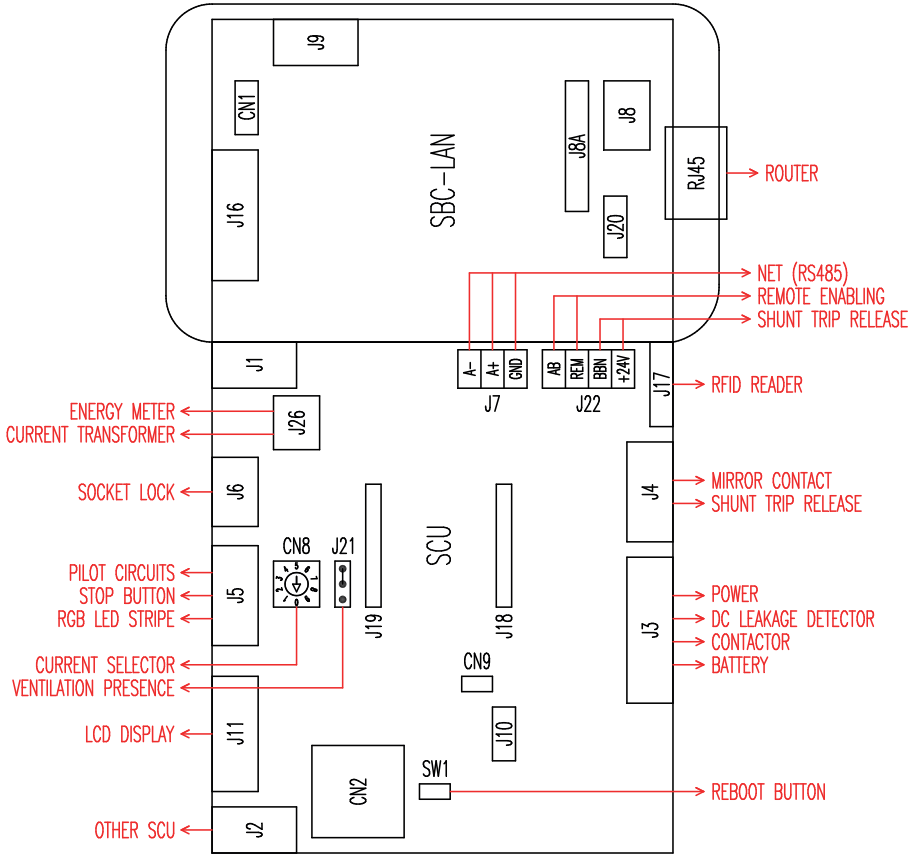 J9
CN1
J8A
J8
SBC-LAN
RJ45
ROUTER
J16
J20
NET (RS485)
REMOTE ENABLING
SHUNT TRIP RELEASE
J1
A-
A+
GND
AB
REM
BBN
+24V
J17
RFID READER
J7
J22
ENERGY METER
CURRENT TRANSFORMER
J26
SOCKET LOCK
J6
J4
MIRROR CONTACT
SHUNT TRIP RELEASE
SCU
CN8
J21
PILOT CIRCUITS
STOP BUTTON
RGB LED STRIPE
J5
J19
J18
J3
POWER
DC LEAKAGE DETECTOR
CONTACTOR
BATTERY
CURRENT SELECTOR
VENTILATION PRESENCE
CN9
LCD DISPLAY
J11
J10
CN2
SW1
REBOOT BUTTON
OTHER SCU
J2